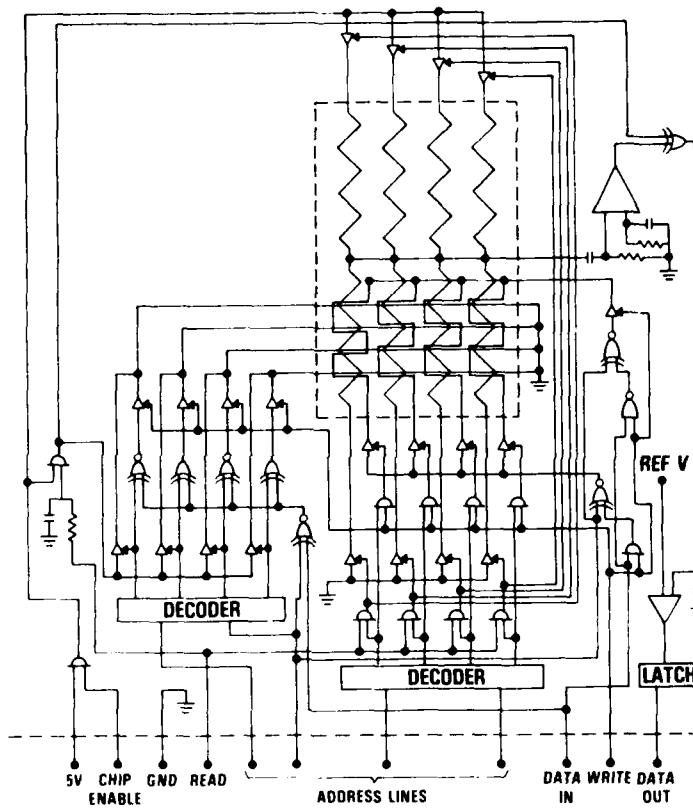 REF V
DECODER
DECODER
LATCH
5V CHIP ENABLE GND READ ADDRESS LINES DATA IN WRITE DATA OUT